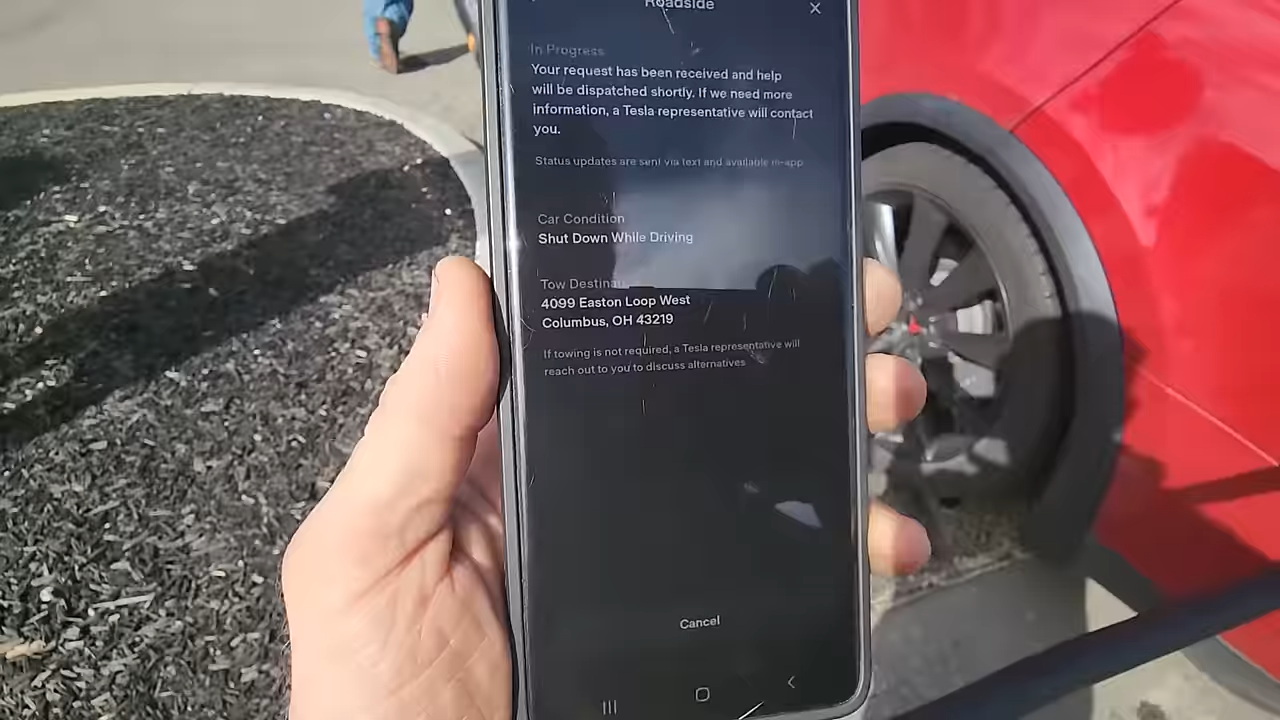 Roadside
In Progress
Your request has been received and help
will be dispatched shortly. If we need more
information, a Tesla representative will contact
you.
Status updates are sent via text and available in-app
Car Condition
Shut Down While Driving
Tow Destinat
4099 Easton Loop West
Columbus, OH 43219
If towing is not required, a Tesla representative will
reach out to you to discuss alternatives
Cancel